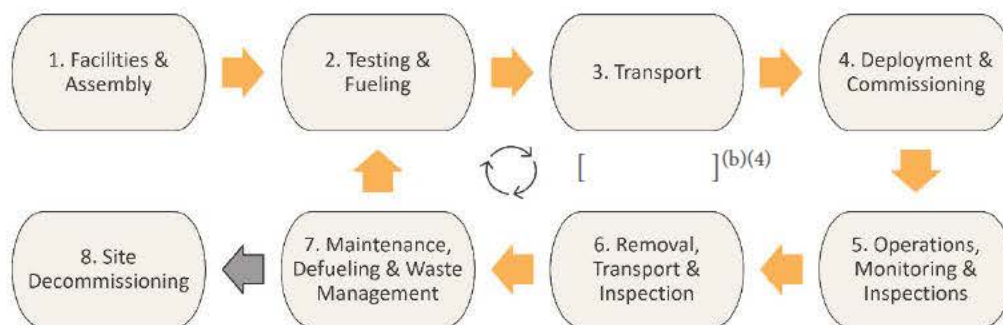 1. Facilities &
Assembly
2. Testing &
Fueling
3. Transport
4. Deployment &
Commissioning
[ ](b)(4)
5. Operations,
Monitoring &
Inspections
6. Removal,
Transport &
Inspection
7. Maintenance,
Defueling & Waste
Management
8. Site
Decommissioning